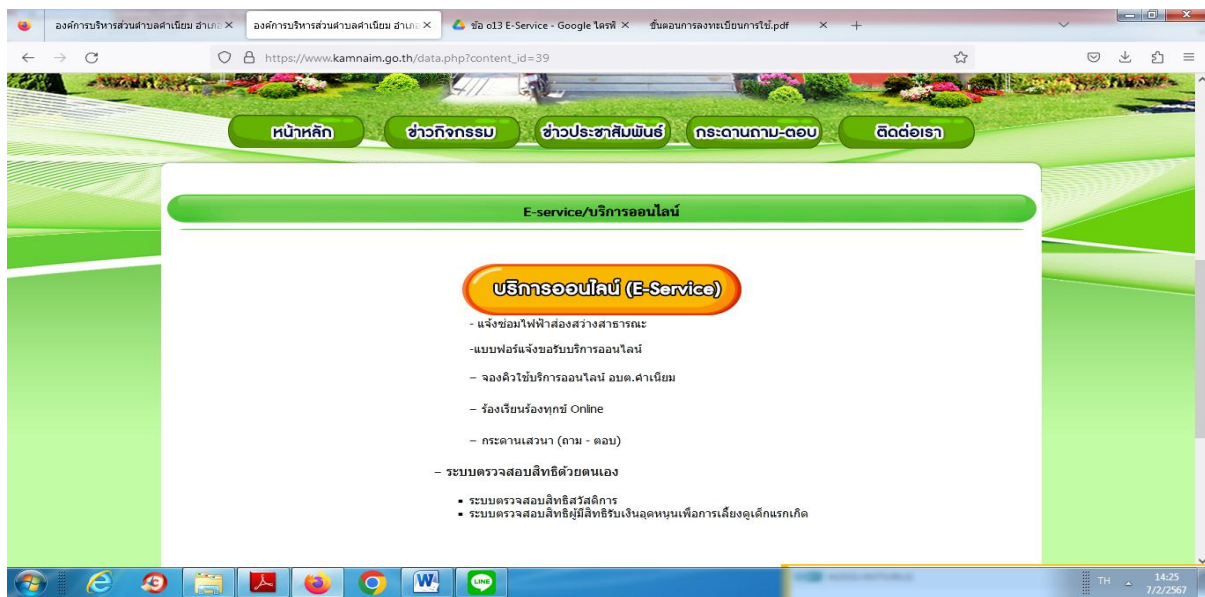 องค์การบริหารส่วนตำบลคำเนียม อำเภ
องค์การบริหารส่วนตำบลคำเนียม อำเภ
ข้อ o13 E-Service - Google ไดรฟ์
ขั้นตอนการลงทะเบียนการใช้.pdf
https://www.kamnaim.go.th/data.php?content_id=39
หน้าหลัก
ข่าวกิจกรรม
ข่าวประชาสัมพันธ์
กระดานถาม-ตอบ
ติดต่อเรา
E-service/บริการออนไลน์
บริการออนไลน์ (E-Service)
- แจ้งซ่อมไฟฟ้าส่องสว่างสาธารณะ
-แบบฟอร์แจ้งขอรับบริการออนไลน์
– จองคิวใช้บริการออนไลน์ อบต.คำเนียม
– ร้องเรียนร้องทุกข์ Online
– กระดานเสวนา (ถาม - ตอบ)
– ระบบตรวจสอบสิทธิด้วยตนเอง
▪ ระบบตรวจสอบสิทธิสวัสดิการ
▪ ระบบตรวจสอบสิทธิผู้มีสิทธิรับเงินอุดหนุนเพื่อการเลี้ยงดูเด็กแรกเกิด
LINE
TH
14:25
7/2/2567